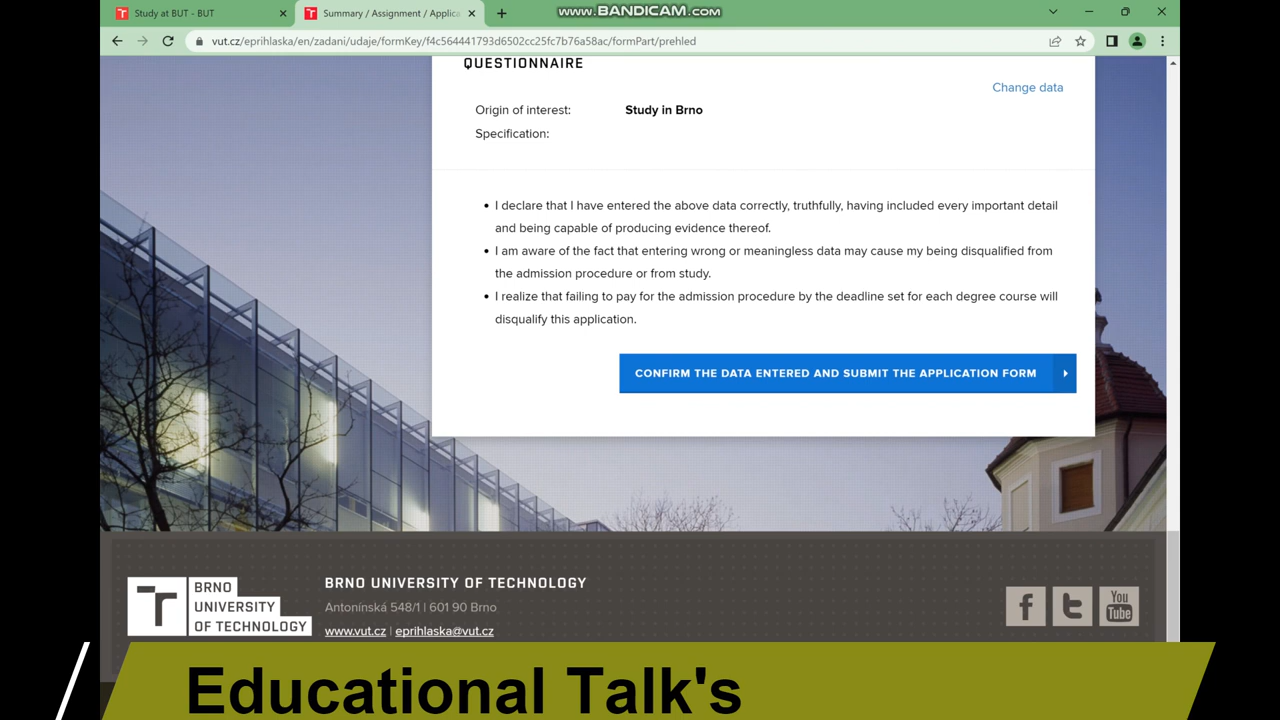 Study at BUT - BUT
Summary / Assignment / Applica
WWW.BANDICAM.COM
vut.cz/eprihlaska/en/zadani/udaje/formKey/f4c564441793d6502cc25fc7b76a58ac/formPart/prehled
QUESTIONNAIRE
Change data
Origin of interest: Study in Brno
Specification:
• I declare that I have entered the above data correctly, truthfully, having included every important detail
and being capable of producing evidence thereof.
• I am aware of the fact that entering wrong or meaningless data may cause my being disqualified from
the admission procedure or from study.
• I realize that failing to pay for the admission procedure by the deadline set for each degree course will
disqualify this application.
CONFIRM THE DATA ENTERED AND SUBMIT THE APPLICATION FORM
BRNO
UNIVERSITY
OF TECHNOLOGY
BRNO UNIVERSITY OF TECHNOLOGY
Antonínská 548/1 | 601 90 Brno
www.vut.cz | eprihlaska@vut.cz
You
Tube
Educational Talk's